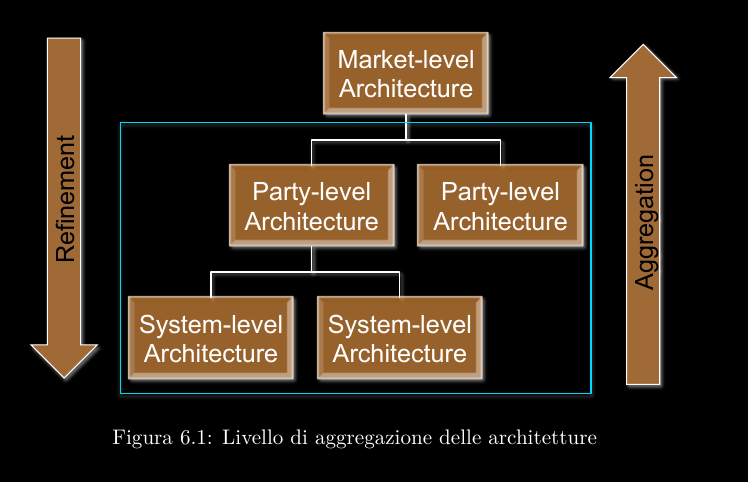 Market-level
Architecture
Refinement
Aggregation
Party-level
Architecture
Party-level
Architecture
System-level
Architecture
System-level
Architecture
Figura 6.1: Livello di aggregazione delle architetture